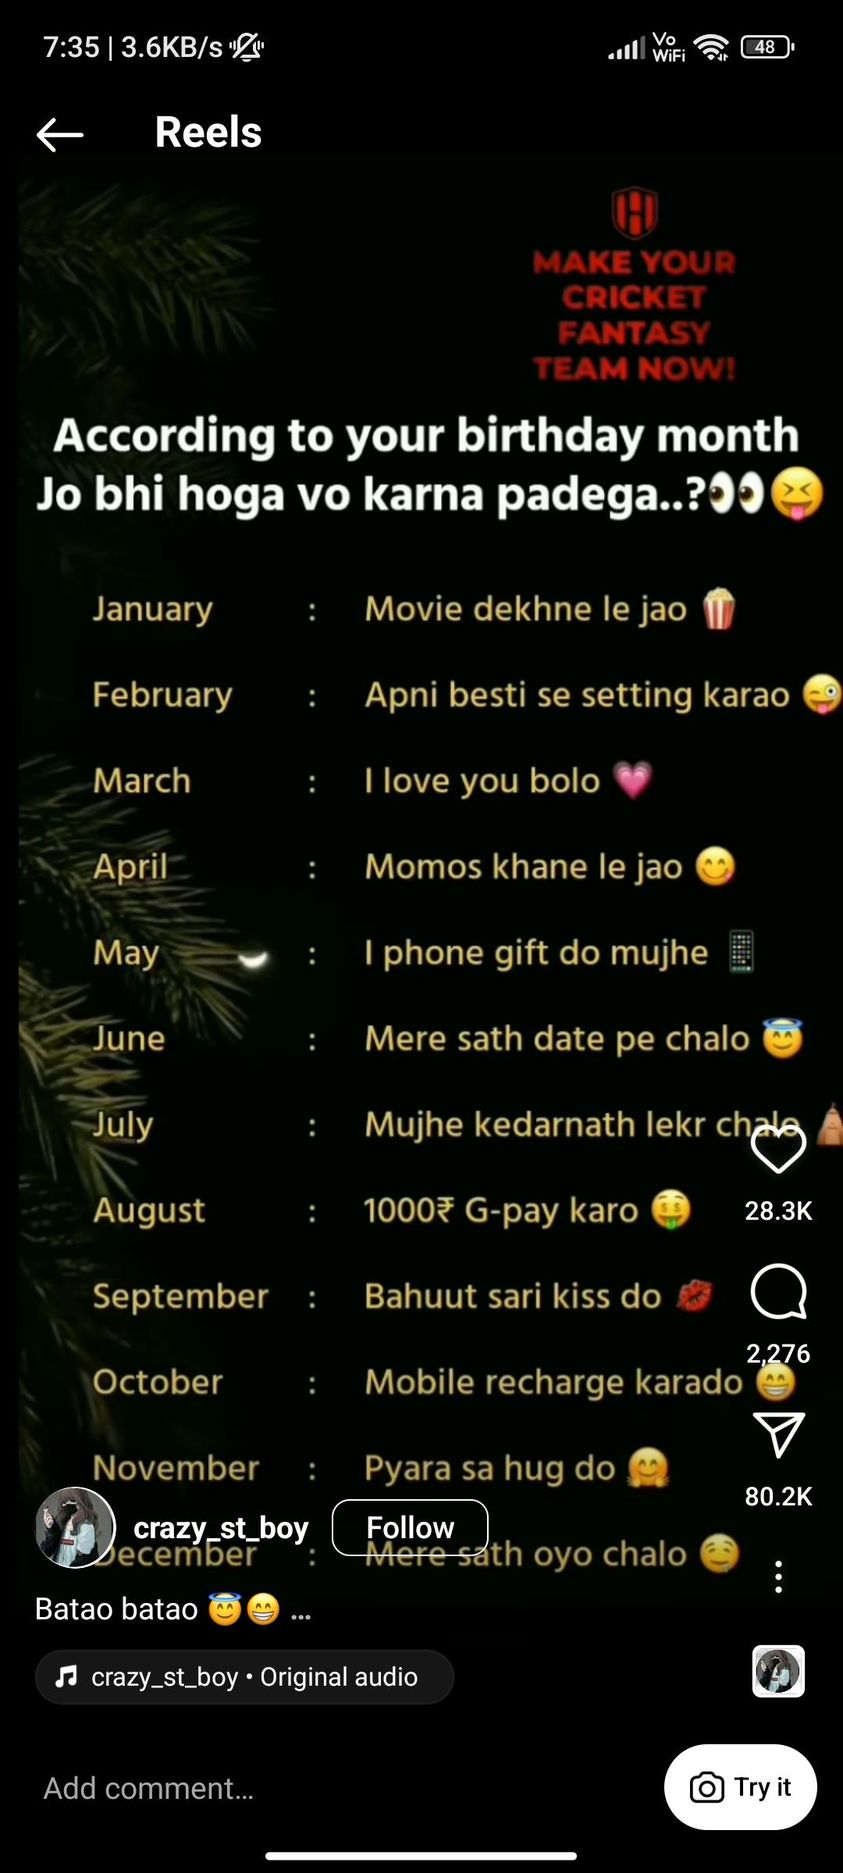 7:35 | 3.6KB/s
Vo WiFi 48
Reels
MAKE YOUR
CRICKET
FANTASY
TEAM NOW!
According to your birthday month
Jo bhi hoga vo karna padega..?👀😝
January : Movie dekhne le jao 🍿
February : Apni besti se setting karao 😜
March : I love you bolo 💗
April : Momos khane le jao 😋
May : I phone gift do mujhe 📱
June : Mere sath date pe chalo 😇
July : Mujhe kedarnath lekr chalo 🛕
August : 1000₹ G-pay karo 🤑
28.3K
September : Bahuut sari kiss do 💋
2,276
October : Mobile recharge karado 😁
November : Pyara sa hug do 🤗
80.2K
crazy_st_boy Follow
December : Mere sath oyo chalo 🤤
Batao batao 😇😁 ...
crazy_st_boy • Original audio
Add comment...
Try it